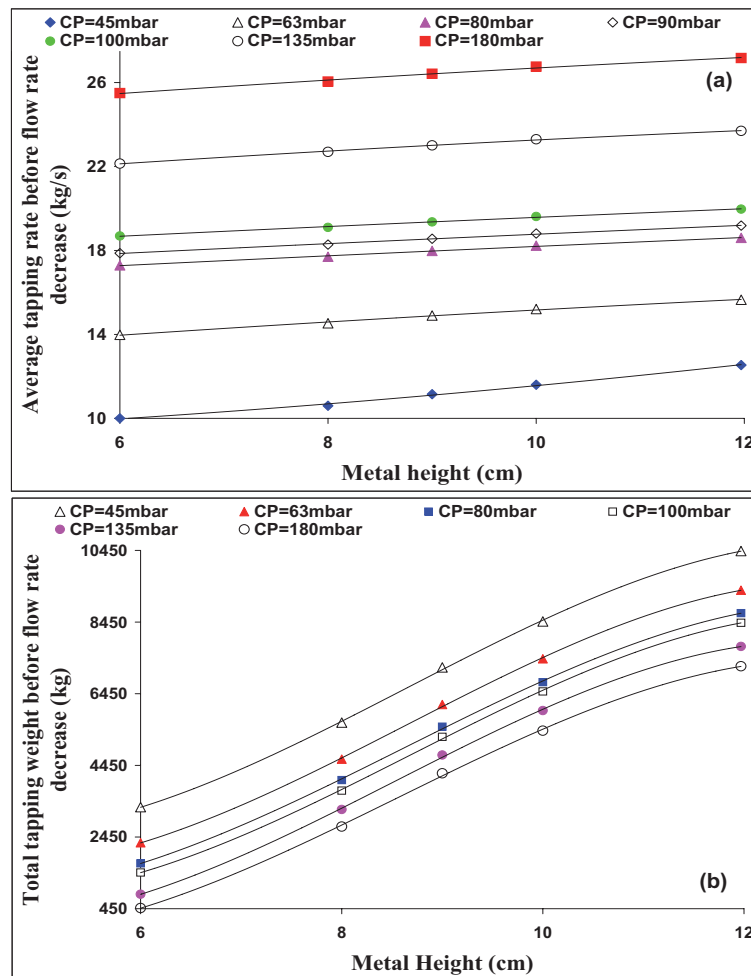 CP=45mbar CP=63mbar CP=80mbar CP=90mbar
CP=100mbar CP=135mbar CP=180mbar
(a)
26
22
18
14
10
6 8 10 12
Average tapping rate before flow rate
decrease (kg/s)
Metal height (cm)
CP=45mbar CP=63mbar CP=80mbar CP=100mbar
CP=135mbar CP=180mbar
10450
8450
6450
4450
2450
450
6 8 10 12
(b)
Total tapping weight before flow rate
decrease (kg)
Metal Height (cm)